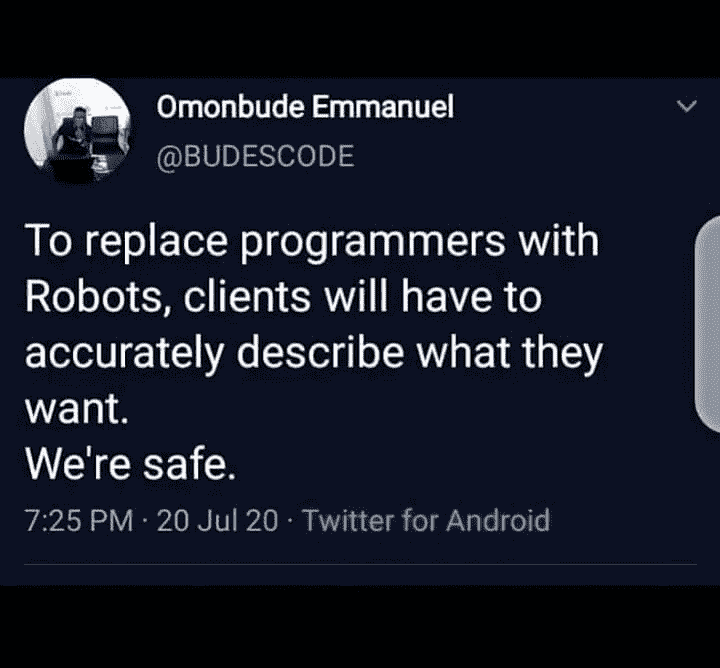 Omonbude Emmanuel
@BUDESCODE
To replace programmers with
Robots, clients will have to
accurately describe what they
want.
We're safe.
7:25 PM · 20 Jul 20 · Twitter for Android